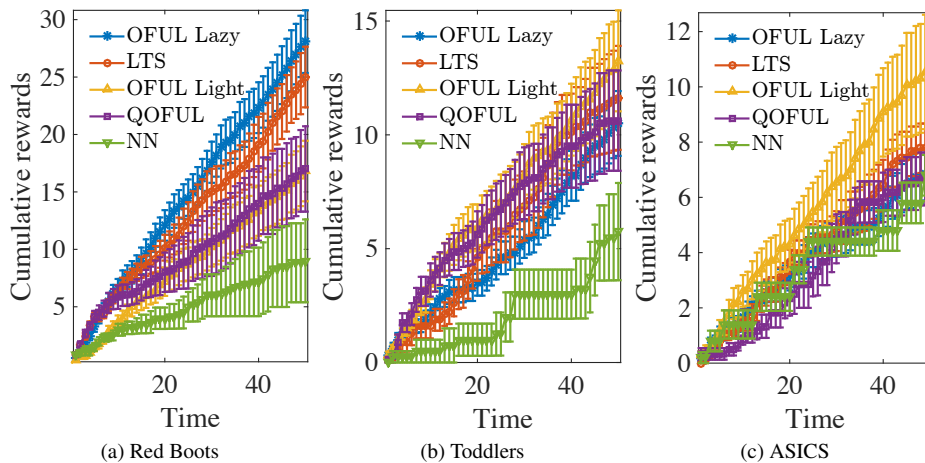 30
25
20
15
10
5
Cumulative rewards
OFUL Lazy
LTS
OFUL Light
QOFUL
NN
20
40
Time
(a) Red Boots
15
10
5
0
Cumulative rewards
OFUL Lazy
LTS
OFUL Light
QOFUL
NN
20
40
Time
(b) Toddlers
12
10
8
6
4
2
0
Cumulative rewards
OFUL Lazy
LTS
OFUL Light
QOFUL
NN
20
40
Time
(c) ASICS